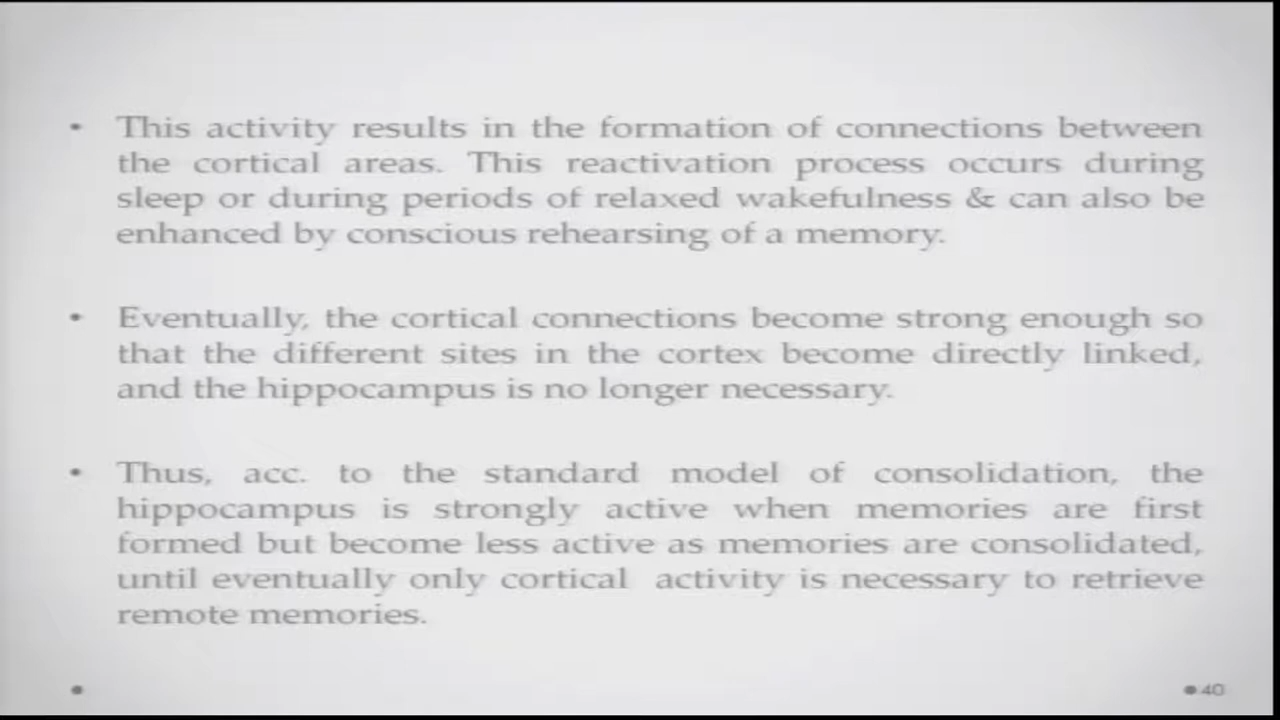 • This activity results in the formation of connections between
the cortical areas. This reactivation process occurs during
sleep or during periods of relaxed wakefulness & can also be
enhanced by conscious rehearsing of a memory.
• Eventually, the cortical connections become strong enough so
that the different sites in the cortex become directly linked,
and the hippocampus is no longer necessary.
• Thus, acc. to the standard model of consolidation, the
hippocampus is strongly active when memories are first
formed but become less active as memories are consolidated,
until eventually only cortical activity is necessary to retrieve
remote memories.
•
• 40